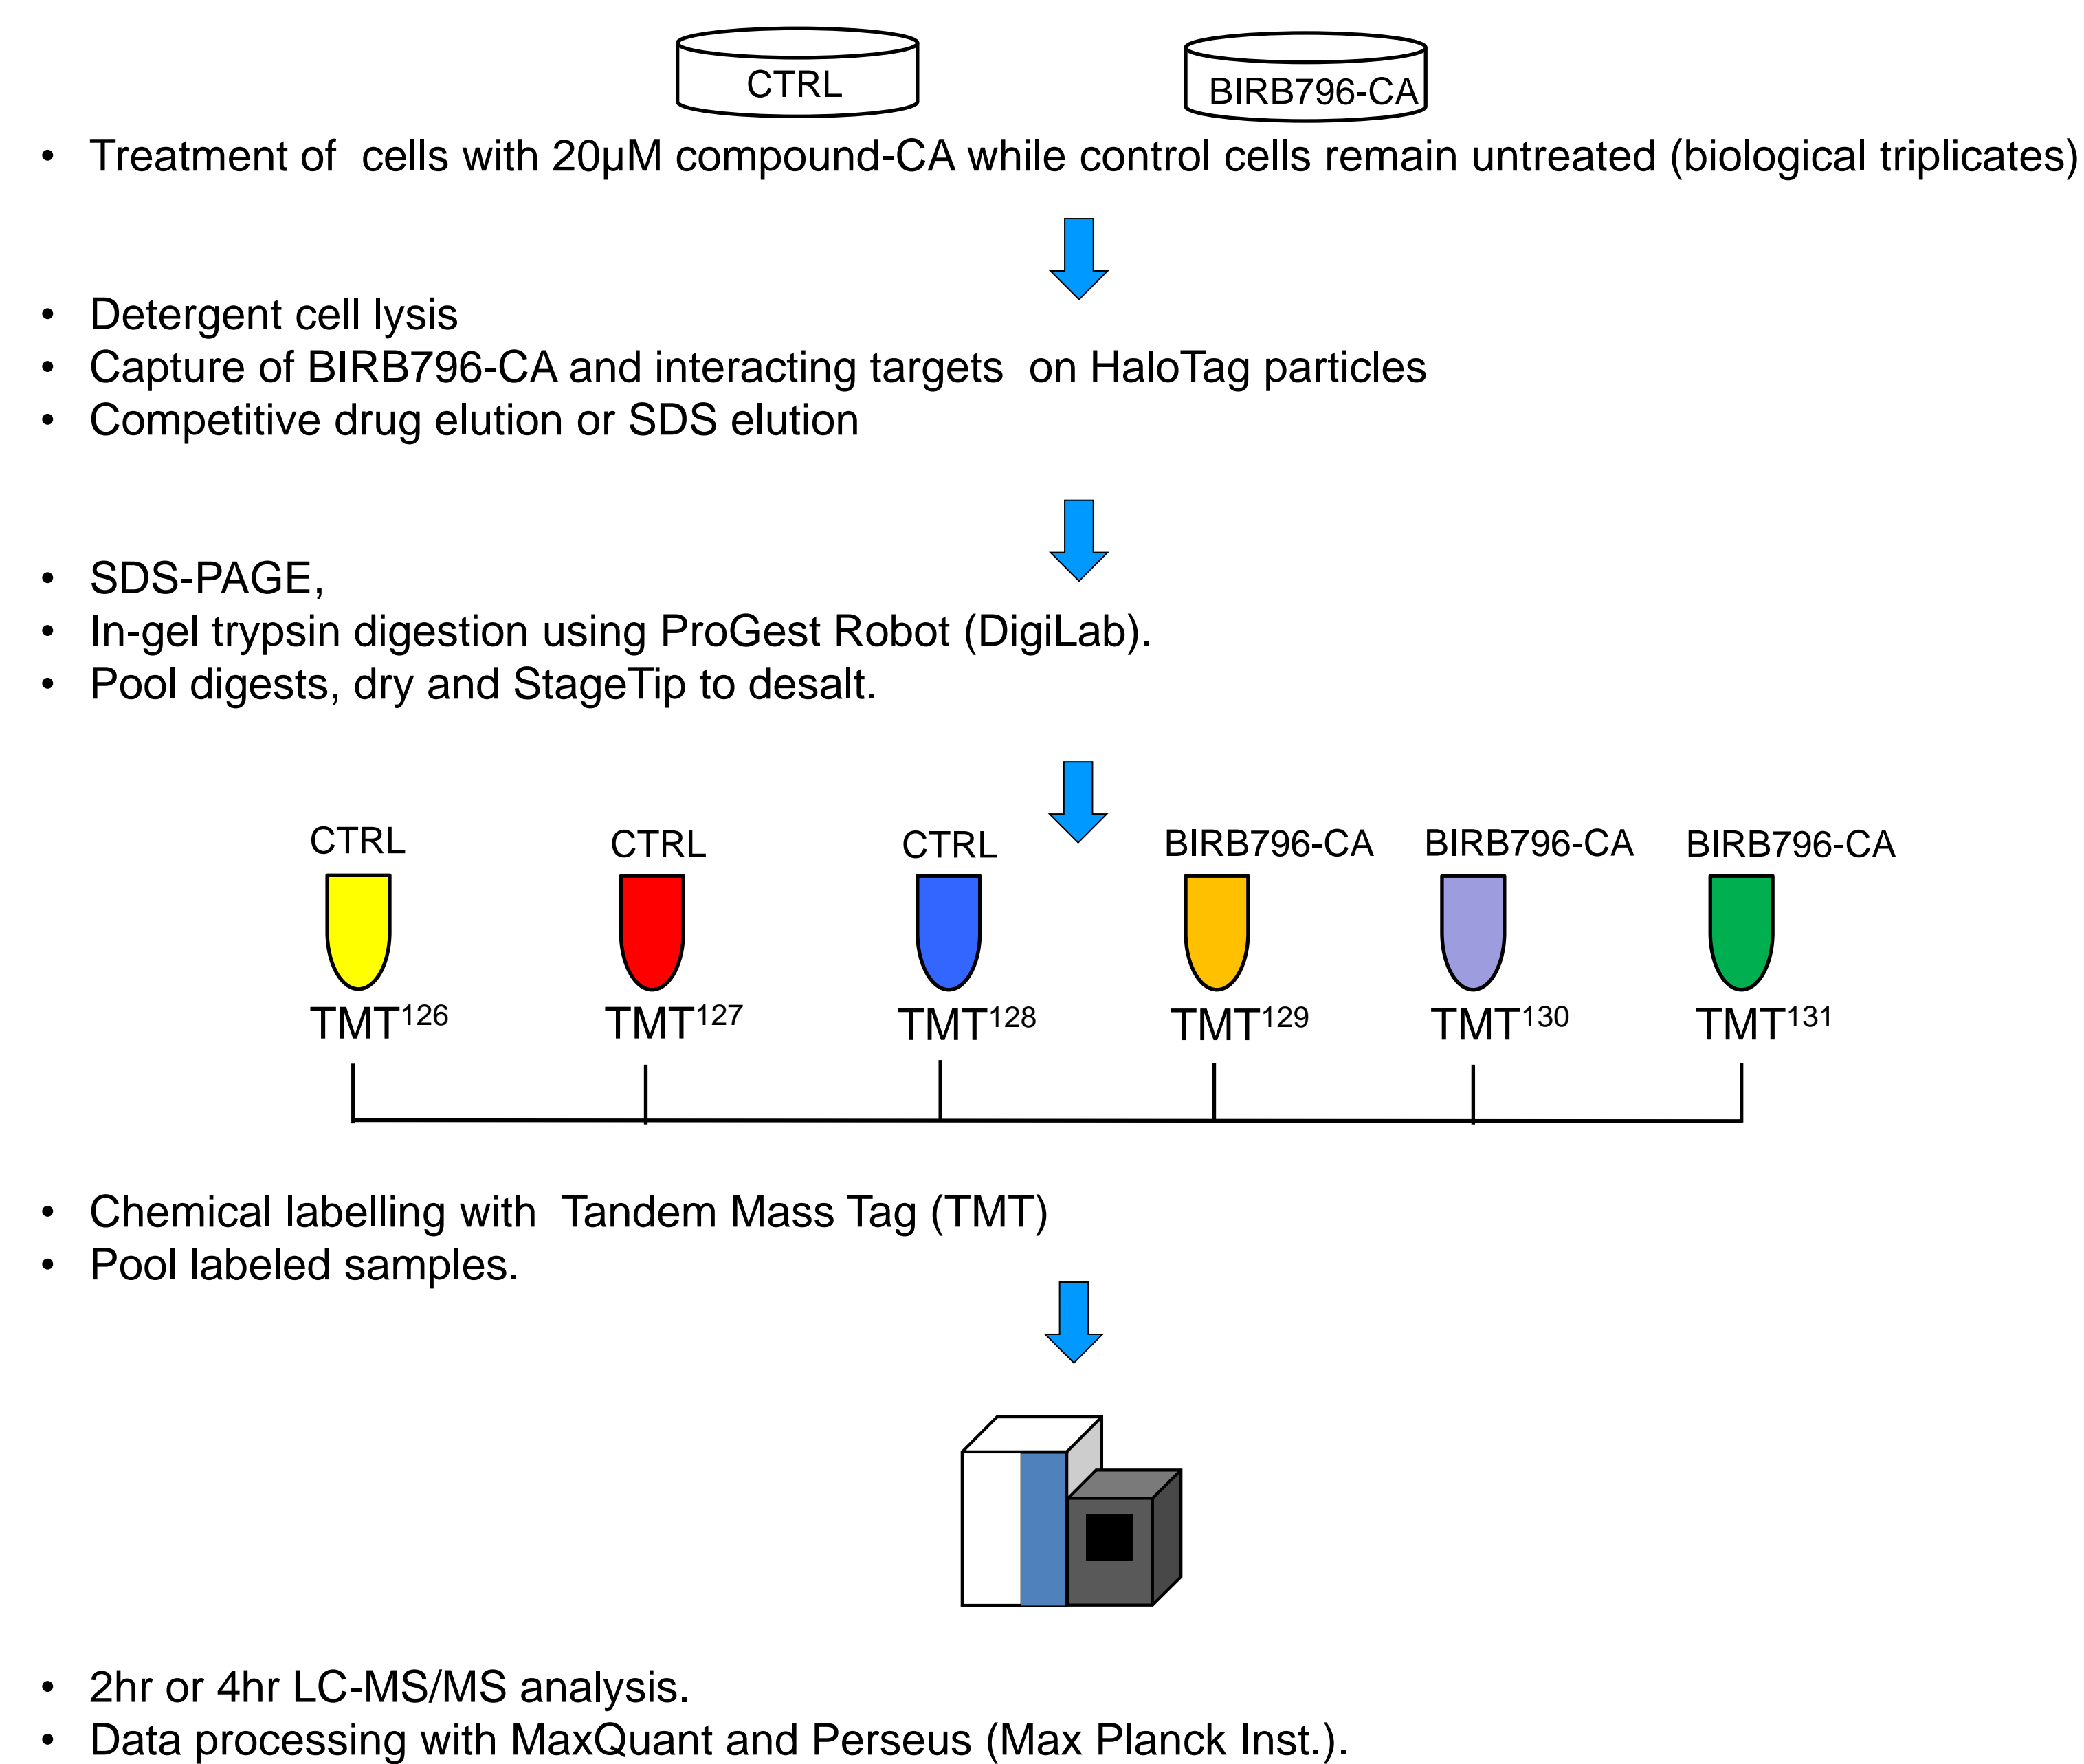 CTRL BIRB796-CA
• Treatment of cells with 20µM compound-CA while control cells remain untreated (biological triplicates)
• Detergent cell lysis
• Capture of BIRB796-CA and interacting targets on HaloTag particles
• Competitive drug elution or SDS elution
• SDS-PAGE,
• In-gel trypsin digestion using ProGest Robot (DigiLab).
• Pool digests, dry and StageTip to desalt.
CTRL CTRL CTRL BIRB796-CA BIRB796-CA BIRB796-CA
TMT126 TMT127 TMT128 TMT129 TMT130 TMT131
• Chemical labelling with Tandem Mass Tag (TMT)
• Pool labeled samples.
• 2hr or 4hr LC-MS/MS analysis.
• Data processing with MaxQuant and Perseus (Max Planck Inst.).